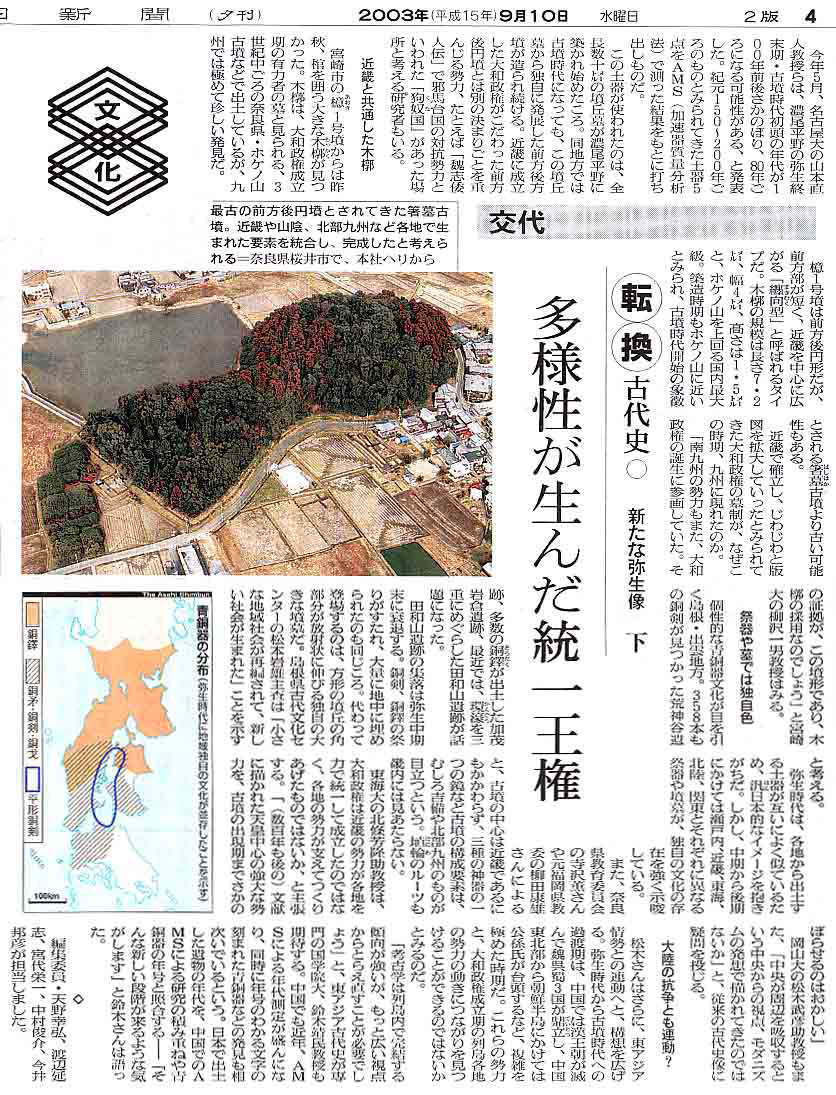 日 新 聞 (夕刊) 2003年(平成15年)9月10日 水曜日 2版 4
文化
交代
転換 古代史○ 新たな弥生像 下
多様性が生んだ統一王権
今年5月、名古屋大の山本直
人教授らは、濃尾平野の弥生終
末期・古墳時代初頭の年代が1
00年前後さかのぼり、80年ご
ろになる可能性がある、と発表
した。紀元150〜200年ご
ろのものとみられてきた土器5
点をAMS(加速器質量分析
法)で測った結果をもとに打ち
出しものだ。
この土器が使われたのは、全
長数十㍍の墳丘墓が濃尾平野に
築かれ始めたころ。同地方では
古墳時代になっても、この墳丘
墓から独自に発展した前方後方
墳が造られ続ける。近畿に成立
した大和政権がこだわった前方
後円墳とは別の決まりごとを重
んじる勢力、たとえば「魏志倭
人伝」で邪馬台国の対抗勢力と
いわれた「狗奴国」があった場
所と考える研究者もいる。
近畿と共通した木槨
宮崎市の檍1号墳からは昨
秋、棺を囲う大きな木槨が見つ
かった。木槨は、大和政権成立
期の有力者の墓と見られる、3
世紀中ごろの奈良県・ホケノ山
古墳などで出土しているが、九
州では極めて珍しい発見だ。
最古の前方後円墳とされてきた箸墓古
墳。近畿や山陰、北部九州など各地で生
まれた要素を統合し、完成したと考えら
れる=奈良県桜井市で、本社ヘリから
檍1号墳は前方後円形だが、
前方部が短く、近畿を中心に広
がる「纒向型」と呼ばれるタイ
プだ。木槨の規模は長さ7・2
㍍、幅4㍍、高さは1・5㍍
と、ホケノ山を上回る国内最大
級。築造時期もホケノ山に近い
とみられ、古墳時代開始の象徴
とされる箸墓古墳より古い可能
性もある。
近畿で確立し、じわじわと版
図を拡大していったとみられて
きた大和政権の墓制が、なぜこ
の時期、九州に現れたのか。
「南九州の勢力もまた、大和
政権の誕生に参画していた。そ
の証拠が、この墳形であり、木
槨の採用なのでしょう」と宮崎
大の柳沢一男教授はみる。
祭器や墓では独自色
個性的な青銅器文化が目を引
く島根・出雲地方。358本も
の銅剣が見つかった荒神谷遺
跡、多数の銅鐸が出土した加茂
岩倉遺跡、最近では、環濠を三
重にめぐらした田和山遺跡が話
題になった。
田和山遺跡の集落は弥生中期
末に衰退する。銅剣、銅鐸の祭
りがすたれ、大量に地中に埋め
られたのも同じころ。代わって
登場するのは、方形の墳丘の角
部分が放射状に伸びる独自の大
きな墳墓だ。島根県古代文化セ
ンターの松本岩雄主査は「小さ
な地域社会が再編されて、新し
い社会が生まれた」ことを示す
と考える。
弥生時代は、各地から出土す
る土器が互いによく似ているだ
め、汎日本的なイメージを抱き
がちだ。しかし、中期から後期
にかけては瀬戸内、近畿、東海、
北陸、関東とそれぞれに異なる
祭器や墳墓が、独自の文化の存
在を強く示唆
している。
また、奈良
県教育委員会
の寺沢薫さん
や元福岡県教
委の柳田康雄
さんによる
と、古墳の中心は近畿であるに
もかかわらず、三種の神器の一
つの鏡など古墳の構成要素は、
むしろ吉備や北部九州のものが
目立つという。埴輪のルーツも
畿内には見あたらない。
東海大の北條芳隆助教授は、
大和政権は近畿の勢力が各地を
力で統一して成立したのではな
く、各地の勢力が支えてつくり
あげたものではないか、と主張
する。「(数百年も後の)文献
に描かれた天皇中心の強大な勢
力を、古墳の出現期までさかの
ぼらせるのはおかしい」
岡山大の松木武彦助教授もま
た、「中央が周辺を吸収すると
いう中央からの視点、モダニズ
ムの発想で描かれてきたのでは
ないか」と、従来の古代史像に
疑問を投じる。
大陸の抗争とも連動?
松木さんはさらに、東アジア
情勢との連動へと、構想を広げ
る。弥生時代から古墳時代への
過渡期は、中国では後漢王朝が滅
んで魏呉蜀3国が鼎立し、中国
東北部から朝鮮半島にかけては
公孫氏が台頭するなど、複雑を
極めた時期だ。これらの勢力
と、大和政権成立期の列島各地
の勢力の動きにつながりを見つ
けることができるのではないか
とみるのだ。
「考古学は列島内で完結する
傾向が強いが、もっと広い視点
からとらえ直すことが必要でし
ょう」と、東アジア古代史が専
門の国学院大、鈴木靖民教授も
期待する。中国でも近年、AM
Sによる年代測定が盛んにな
り、同時に年号のわかる文字の
刻まれた青銅器などの発見も相
次いでいるという。日本で出土
した遺物の年代を、中国でのA
MSによる研究の積み重ねや青
銅器の年号と照合する――「そ
んな新しい段階が来るような気
がします」と鈴木さんは語っ
た。
◇
編集委員・天野幸弘、渡辺延
志、宮代栄一、中村俊介、今井
邦彦が担当しました。
The Asahi Shimbun
青銅器の分布(弥生時代に地域独自の文化が並存したことを示す)
銅鐸
銅矛・銅剣・銅戈
平形銅剣
100km